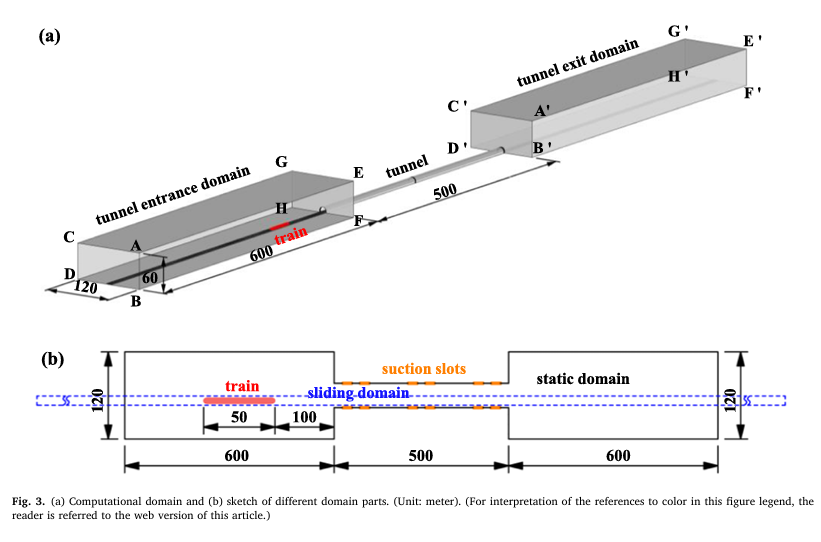 (a)
G'
E'
tunnel exit domain
H'
F'
C'
A'
D'
B'
tunnel
500
G
E
tunnel entrance domain
H
F
train
600
C
A
D
60
120
B
(b)
suction slots
train
sliding domain
static domain
120
50
100
120
600
500
600
Fig. 3. (a) Computational domain and (b) sketch of different domain parts. (Unit: meter). (For interpretation of the references to color in this figure legend, the
reader is referred to the web version of this article.)